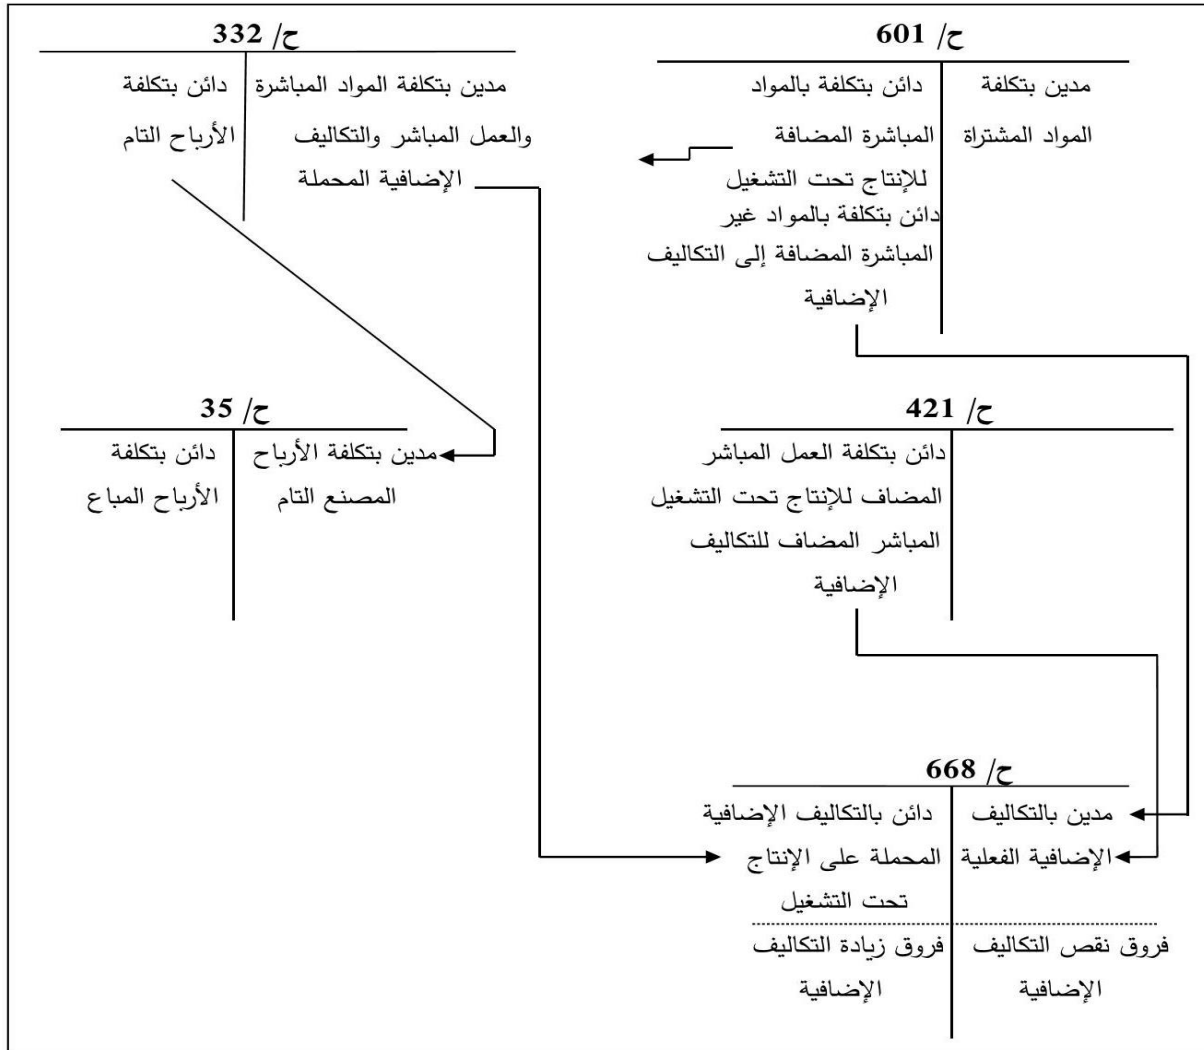 ح/ 601
مدين بتكلفة
المواد المشتراة
دائن بتكلفة بالمواد
المباشرة المضافة
للإنتاج تحت التشغيل
دائن بتكلفة بالمواد غير
المباشرة المضافة إلى التكاليف
الإضافية
ح/ 332
مدين بتكلفة المواد المباشرة
والعمل المباشر والتكاليف
الإضافية المحملة
دائن بتكلفة
الأرباح التام
ح/ 421
دائن بتكلفة العمل المباشر
المضاف للإنتاج تحت التشغيل
المباشر المضاف للتكاليف
الإضافية
ح/ 35
مدين بتكلفة الأرباح
المصنع التام
دائن بتكلفة
الأرباح المباع
ح/ 668
مدين بالتكاليف
الإضافية الفعلية
دائن بالتكاليف الإضافية
المحملة على الإنتاج
تحت التشغيل
فروق نقص التكاليف
الإضافية
فروق زيادة التكاليف
الإضافية